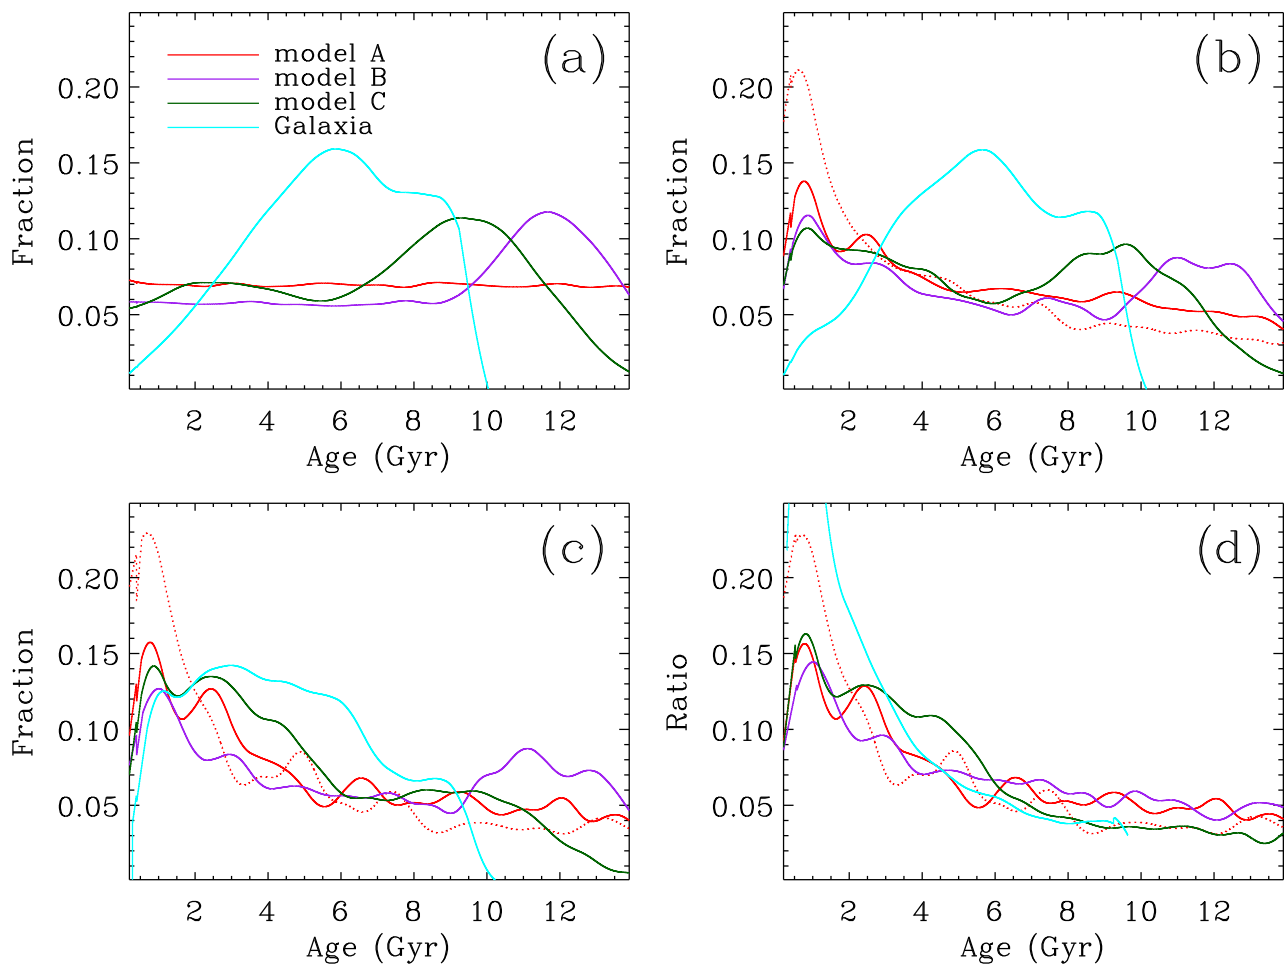 (a)
model A
model B
model C
Galaxia
0.20
0.15
0.10
0.05
Fraction
2 4 6 8 10 12
Age (Gyr)
(b)
0.20
0.15
0.10
0.05
Fraction
2 4 6 8 10 12
Age (Gyr)
(c)
0.20
0.15
0.10
0.05
Fraction
2 4 6 8 10 12
Age (Gyr)
(d)
0.20
0.15
0.10
0.05
Ratio
2 4 6 8 10 12
Age (Gyr)